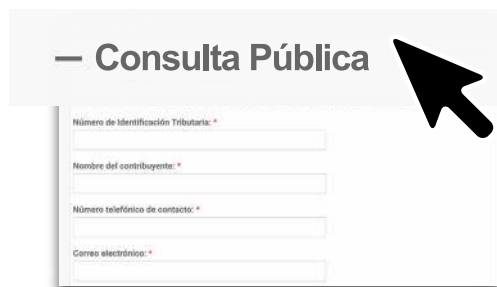 — Consulta Pública
Número de Identificación Tributaria: *
Nombre del contribuyente: *
Número telefónico de contacto: *
Correo electrónico: *